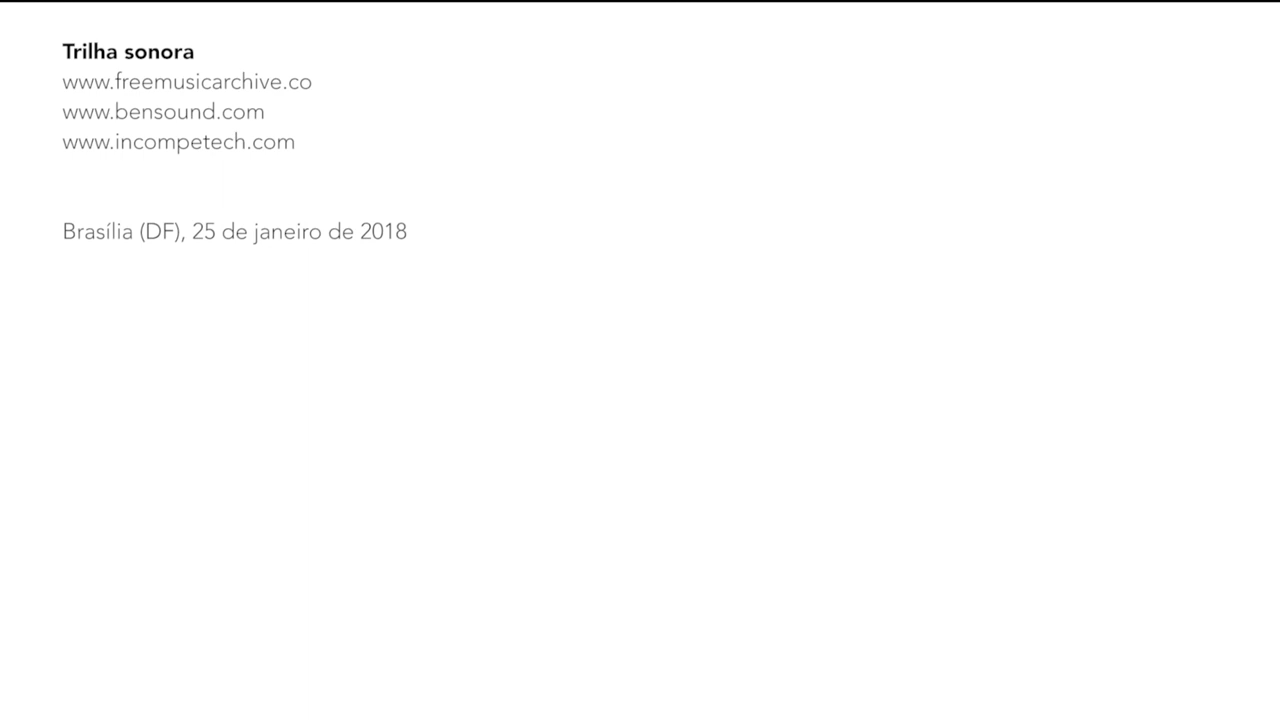 Trilha sonora
www.freemusicarchive.co
www.bensound.com
www.incompetech.com
Brasília (DF), 25 de janeiro de 2018